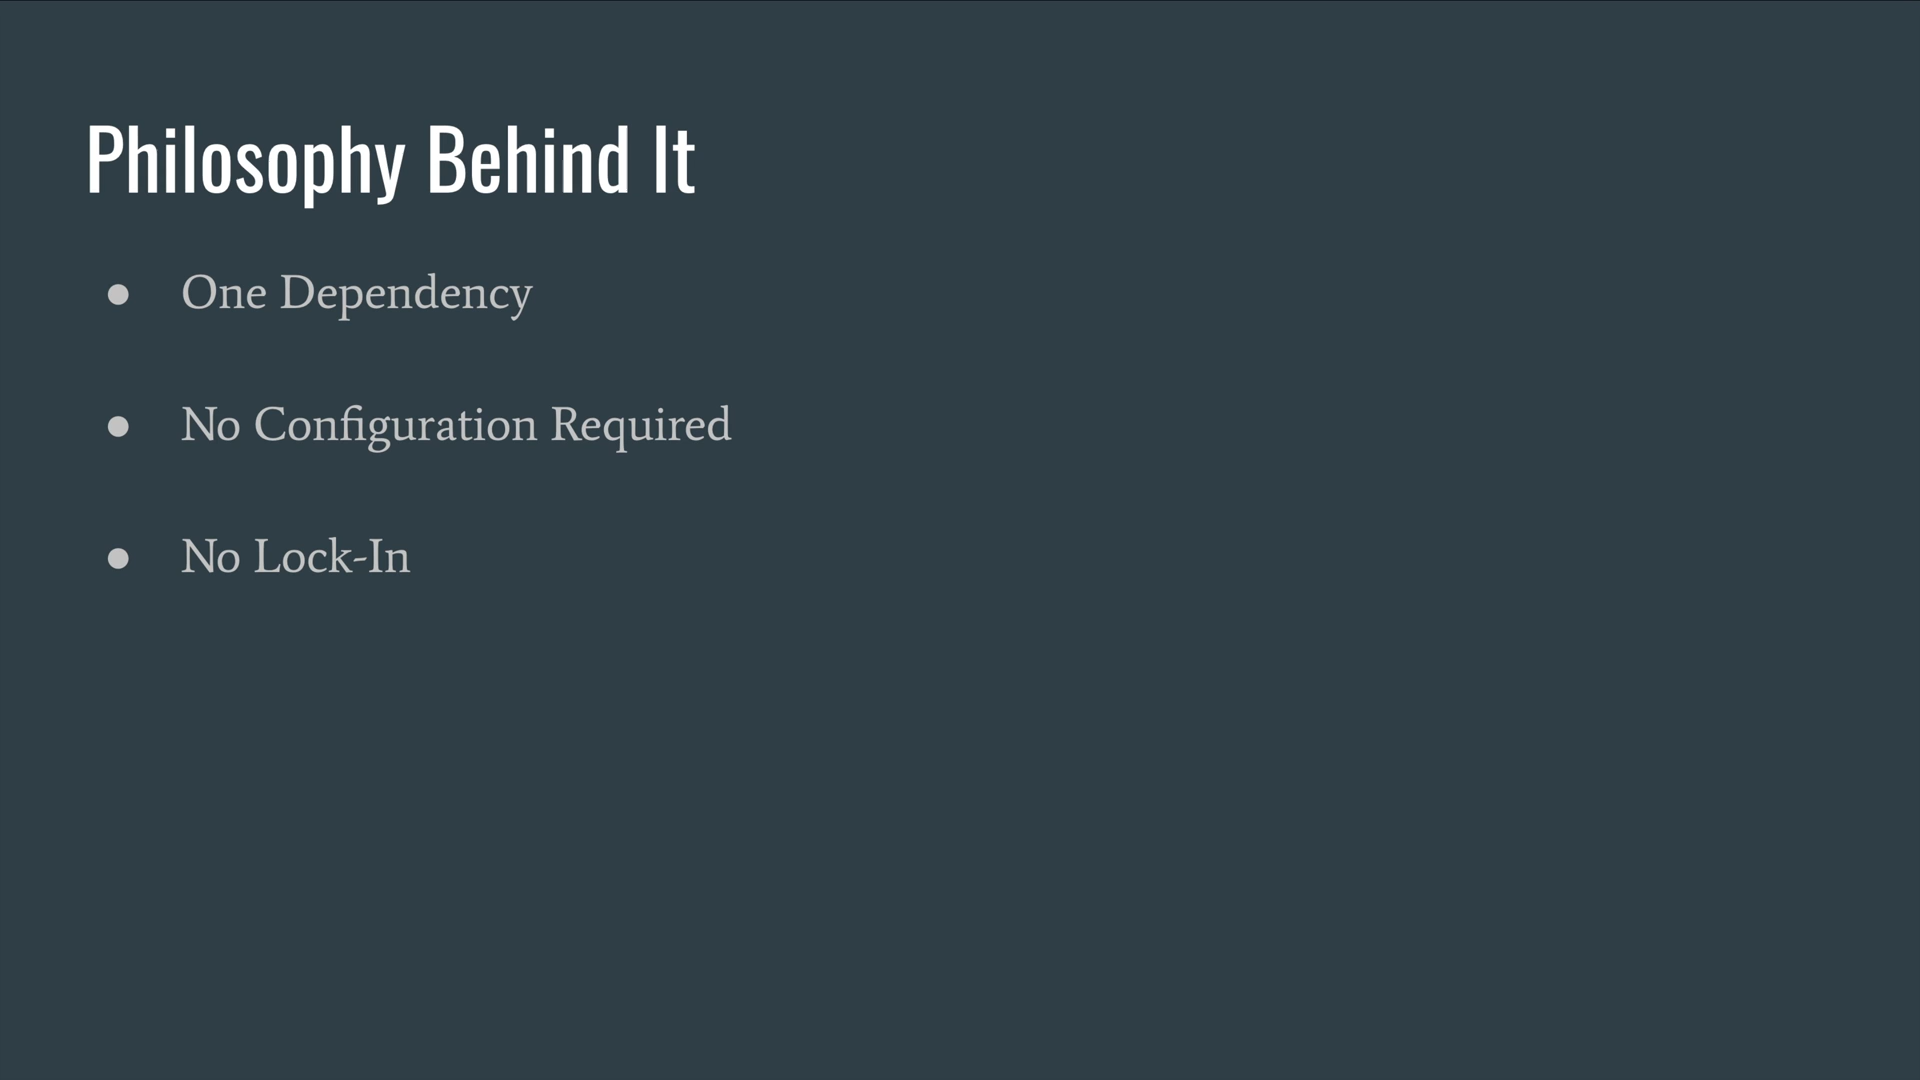 Philosophy Behind It
● One Dependency
● No Configuration Required
● No Lock-In